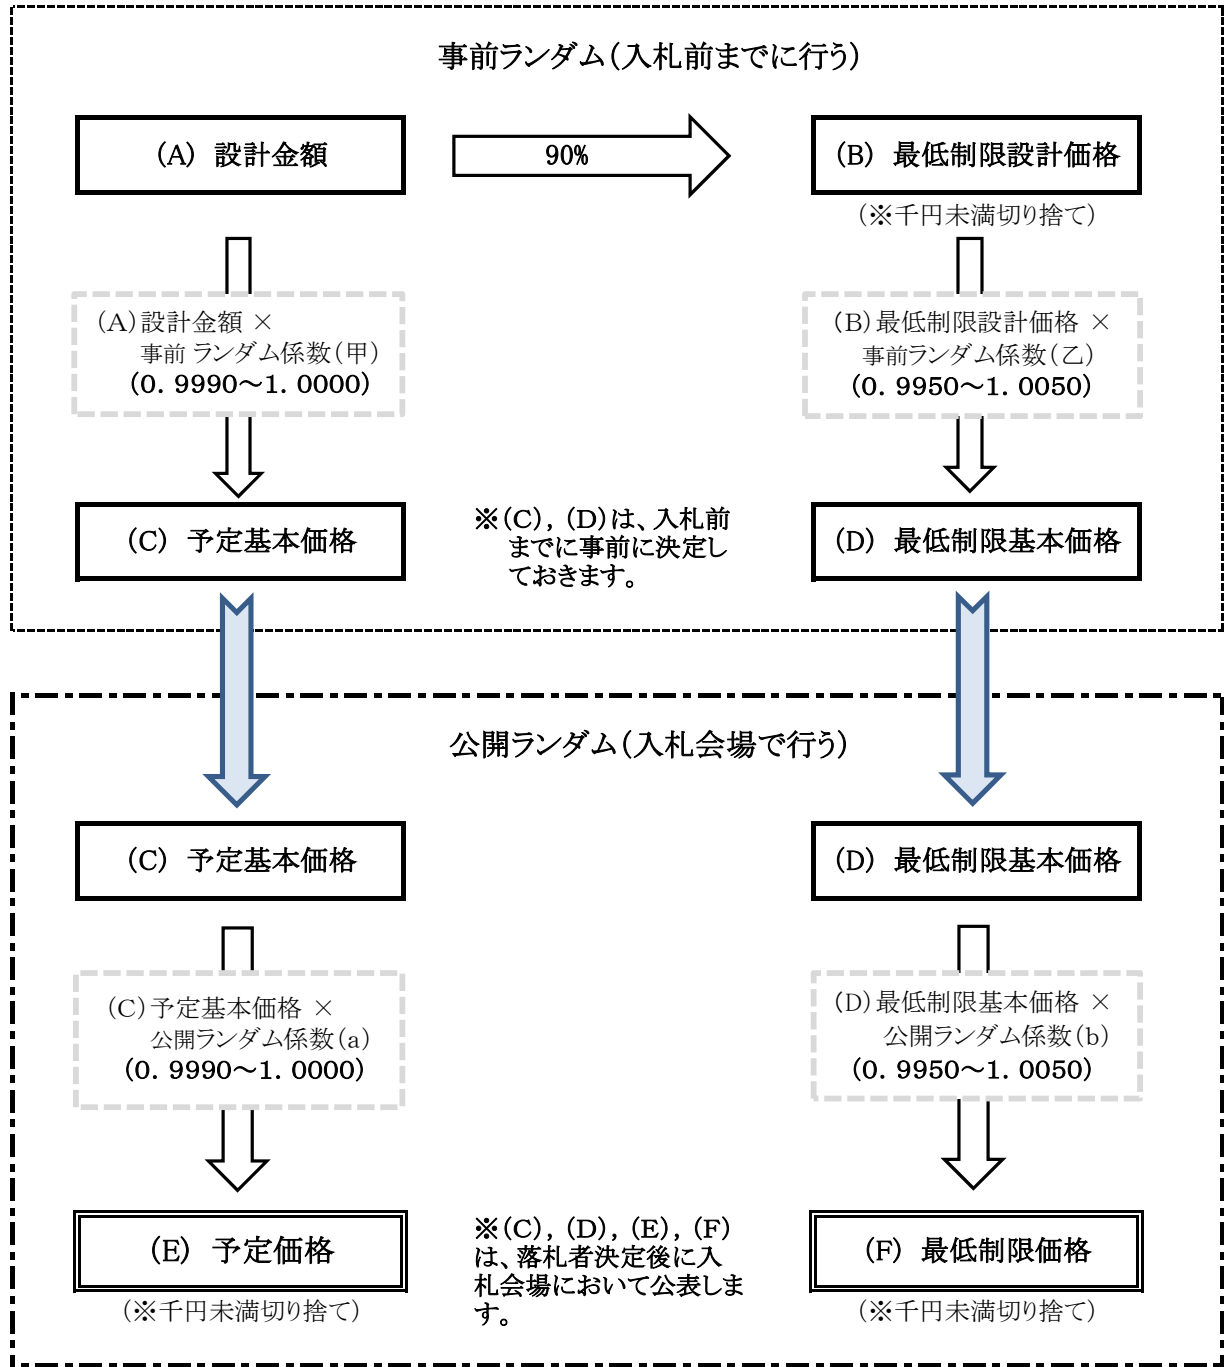 事前ランダム（入札前までに行う）
（A） 設計金額
90%
（B） 最低制限設計価格
（※千円未満切り捨て）
（A）設計金額 ×
事前 ランダム係数（甲）
（0．9990～1．0000）
（B）最低制限設計価格 ×
事前ランダム係数（乙）
（0．9950～1．0050）
（C） 予定基本価格
※（C），（D）は、入札前
までに事前に決定し
ておきます。
（D） 最低制限基本価格
公開ランダム（入札会場で行う）
（C） 予定基本価格
（D） 最低制限基本価格
（C）予定基本価格 ×
公開ランダム係数（a）
（0．9990～1．0000）
（D）最低制限基本価格 ×
公開ランダム係数（b）
（0．9950～1．0050）
（E） 予定価格
（※千円未満切り捨て）
※（C），（D），（E），（F）
は、落札者決定後に入
札会場において公表しま
す。
（F） 最低制限価格
（※千円未満切り捨て）